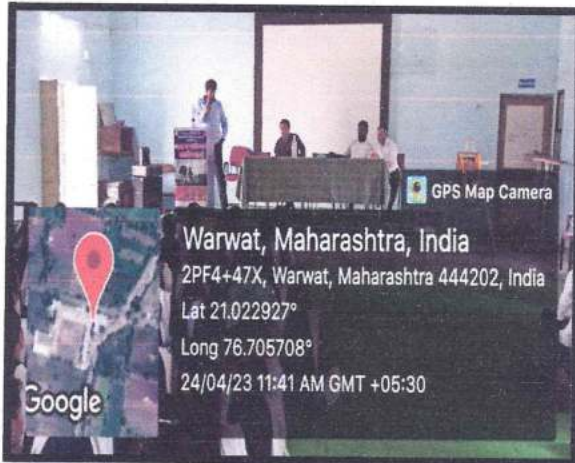 GPS Map Camera
Warwat, Maharashtra, India
2PF4+47X, Warwat, Maharashtra 444202, India
Lat 21.022927°
Long 76.705708°
24/04/23 11:41 AM GMT +05:30
Google